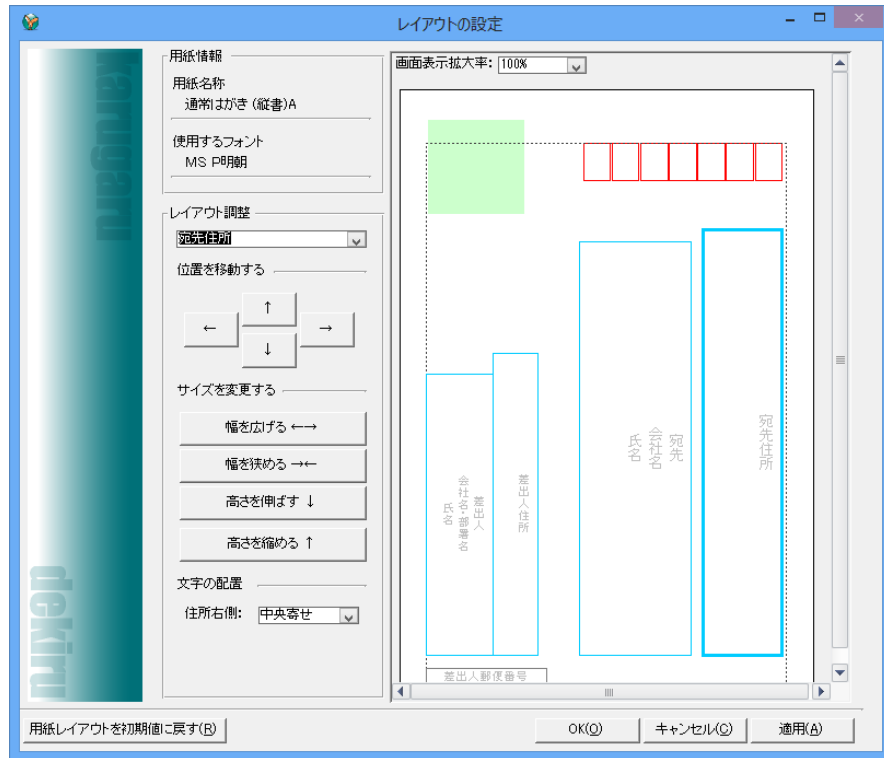 レイアウトの設定
karugaru
dekiru
用紙情報
用紙名称
通常はがき (縦書)A
使用するフォント
MS P明朝
レイアウト調整
宛先住所
位置を移動する
↑
←
→
↓
サイズを変更する
幅を広げる ←→
幅を狭める →←
高さを伸ばす ↓
高さを縮める ↑
文字の配置
住所右側: 中央寄せ
画面表示拡大率: 100%
宛先住所
宛先
会社名
氏名
差出人住所
差出人
会社名・部署名
氏名
差出人郵便番号
用紙レイアウトを初期値に戻す(R)
OK(O)
キャンセル(C)
適用(A)